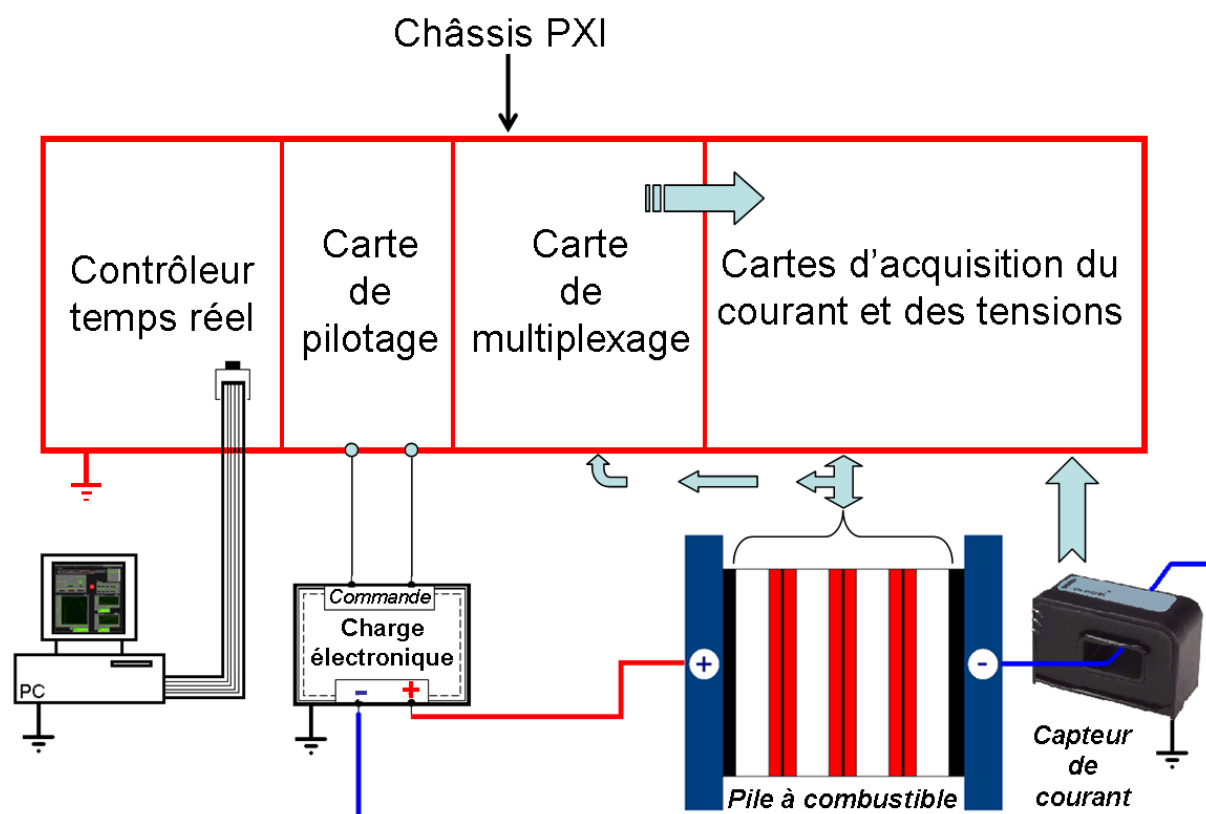 Châssis PXI
Contrôleur
temps réel
Carte
de
pilotage
Carte
de
multiplexage
Cartes d'acquisition du
courant et des tensions
PC
Commande
Charge
électronique
- +
+
-
Pile à combustible
Capteur
de
courant